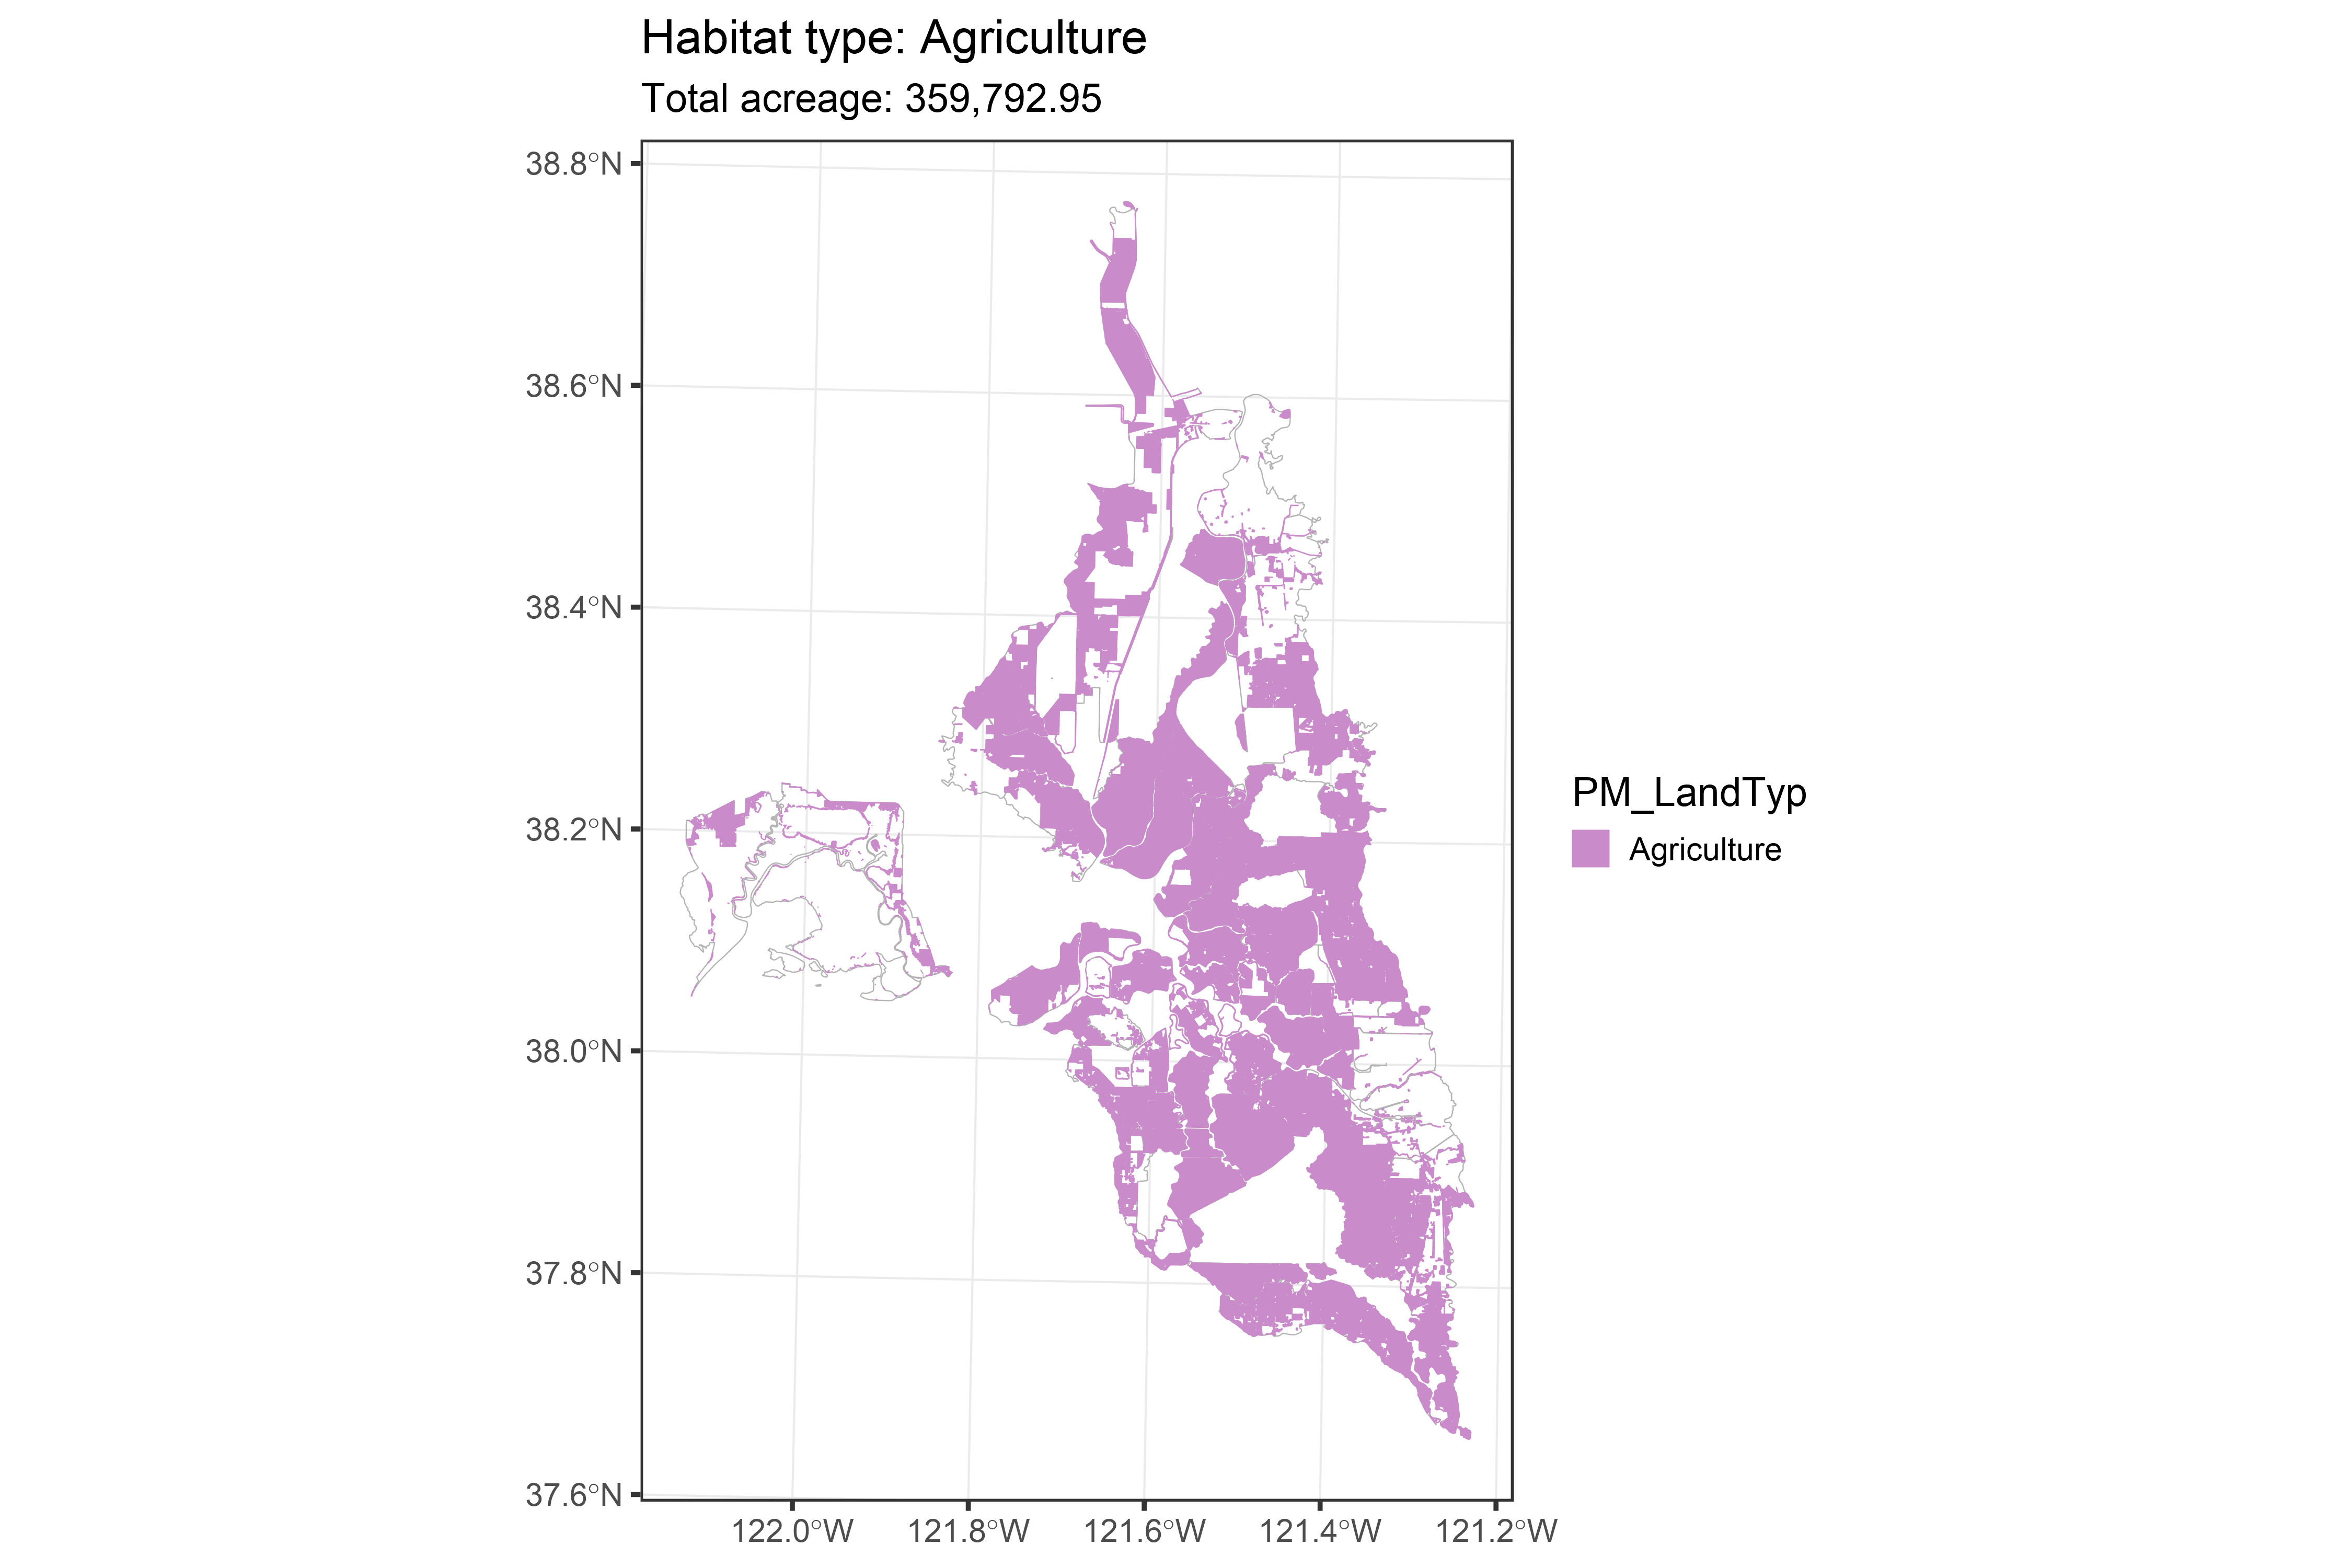 Habitat type: Agriculture
Total acreage: 359,792.95
38.8°N
38.6°N
38.4°N
38.2°N
38.0°N
37.8°N
37.6°N
122.0°W
121.8°W
121.6°W
121.4°W
121.2°W
PM_LandTyp
Agriculture